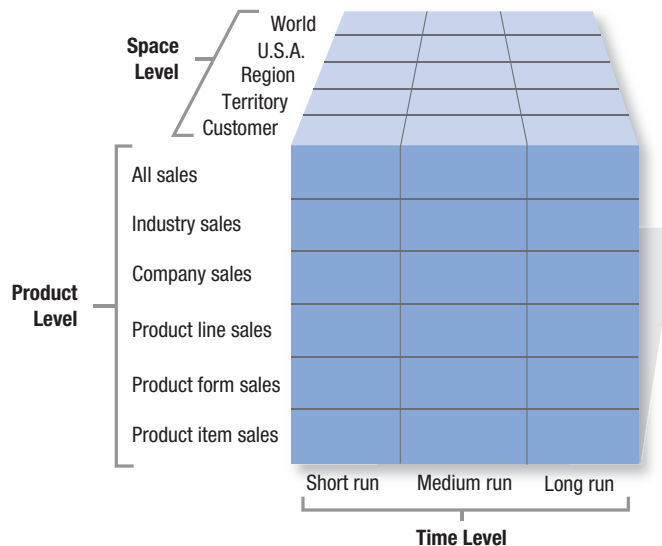 World
U.S.A.
Region
Territory
Customer
Space
Level
All sales
Industry sales
Company sales
Product line sales
Product form sales
Product item sales
Product
Level
Short run
Medium run
Long run
Time Level